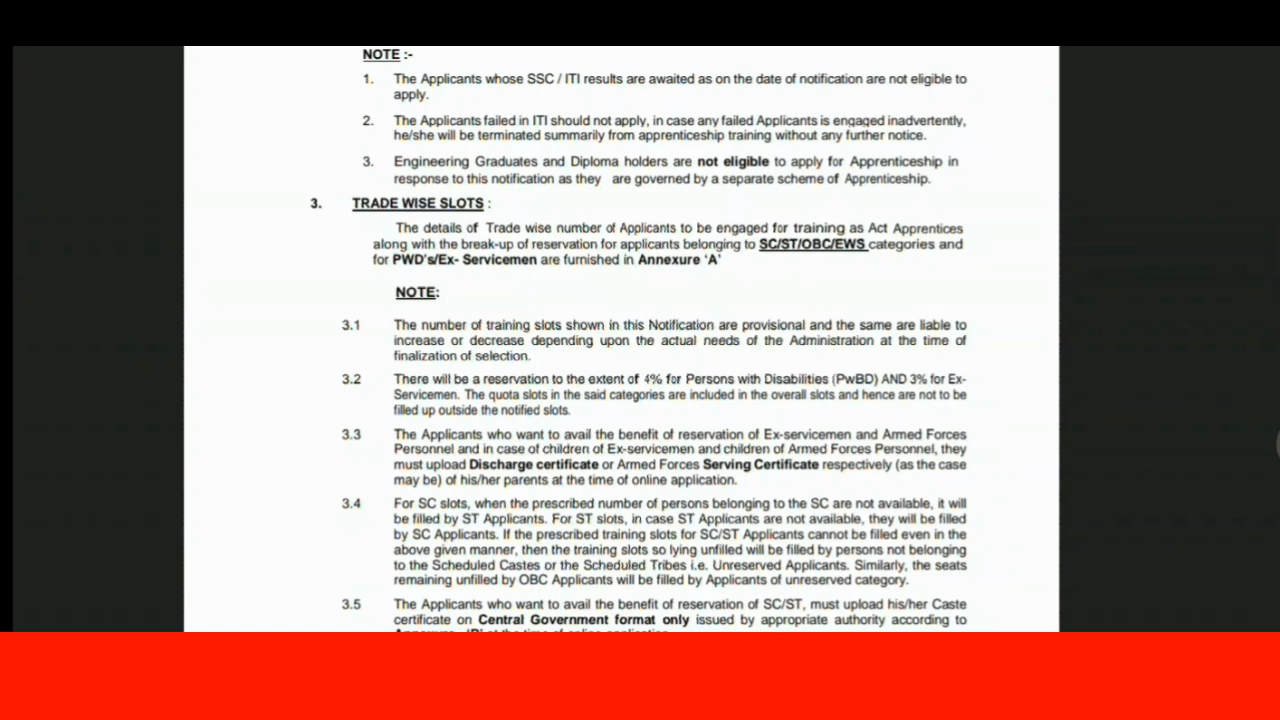 NOTE :-
1. The Applicants whose SSC / ITI results are awaited as on the date of notification are not eligible to
apply.
2. The Applicants failed in ITI should not apply, in case any failed Applicants is engaged inadvertently,
he/she will be terminated summarily from apprenticeship training without any further notice.
3. Engineering Graduates and Diploma holders are not eligible to apply for Apprenticeship in
response to this notification as they are governed by a separate scheme of Apprenticeship.
3. TRADE WISE SLOTS :
The details of Trade wise number of Applicants to be engaged for training as Act Apprentices
along with the break-up of reservation for applicants belonging to SC/ST/OBC/EWS categories and
for PWD's/Ex- Servicemen are furnished in Annexure 'A'
NOTE:
3.1 The number of training slots shown in this Notification are provisional and the same are liable to
increase or decrease depending upon the actual needs of the Administration at the time of
finalization of selection.
3.2 There will be a reservation to the extent of 4% for Persons with Disabilities (PwBD) AND 3% for Ex-
Servicemen. The quota slots in the said categories are included in the overall slots and hence are not to be
filled up outside the notified slots.
3.3 The Applicants who want to avail the benefit of reservation of Ex-servicemen and Armed Forces
Personnel and in case of children of Ex-servicemen and children of Armed Forces Personnel, they
must upload Discharge certificate or Armed Forces Serving Certificate respectively (as the case
may be) of his/her parents at the time of online application.
3.4 For SC slots, when the prescribed number of persons belonging to the SC are not available, it will
be filled by ST Applicants. For ST slots, in case ST Applicants are not available, they will be filled
by SC Applicants. If the prescribed training slots for SC/ST Applicants cannot be filled even in the
above given manner, then the training slots so lying unfilled will be filled by persons not belonging
to the Scheduled Castes or the Scheduled Tribes i.e. Unreserved Applicants. Similarly, the seats
remaining unfilled by OBC Applicants will be filled by Applicants of unreserved category.
3.5 The Applicants who want to avail the benefit of reservation of SC/ST, must upload his/her Caste
certificate on Central Government format only issued by appropriate authority according to